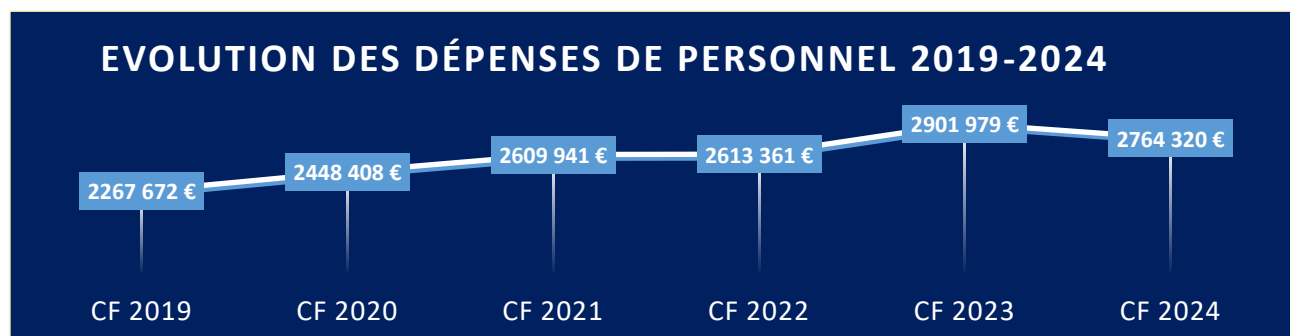 EVOLUTION DES DÉPENSES DE PERSONNEL 2019-2024
2267 672 €
2448 408 €
2609 941 €
2613 361 €
2901 979 €
2764 320 €
CF 2019
CF 2020
CF 2021
CF 2022
CF 2023
CF 2024